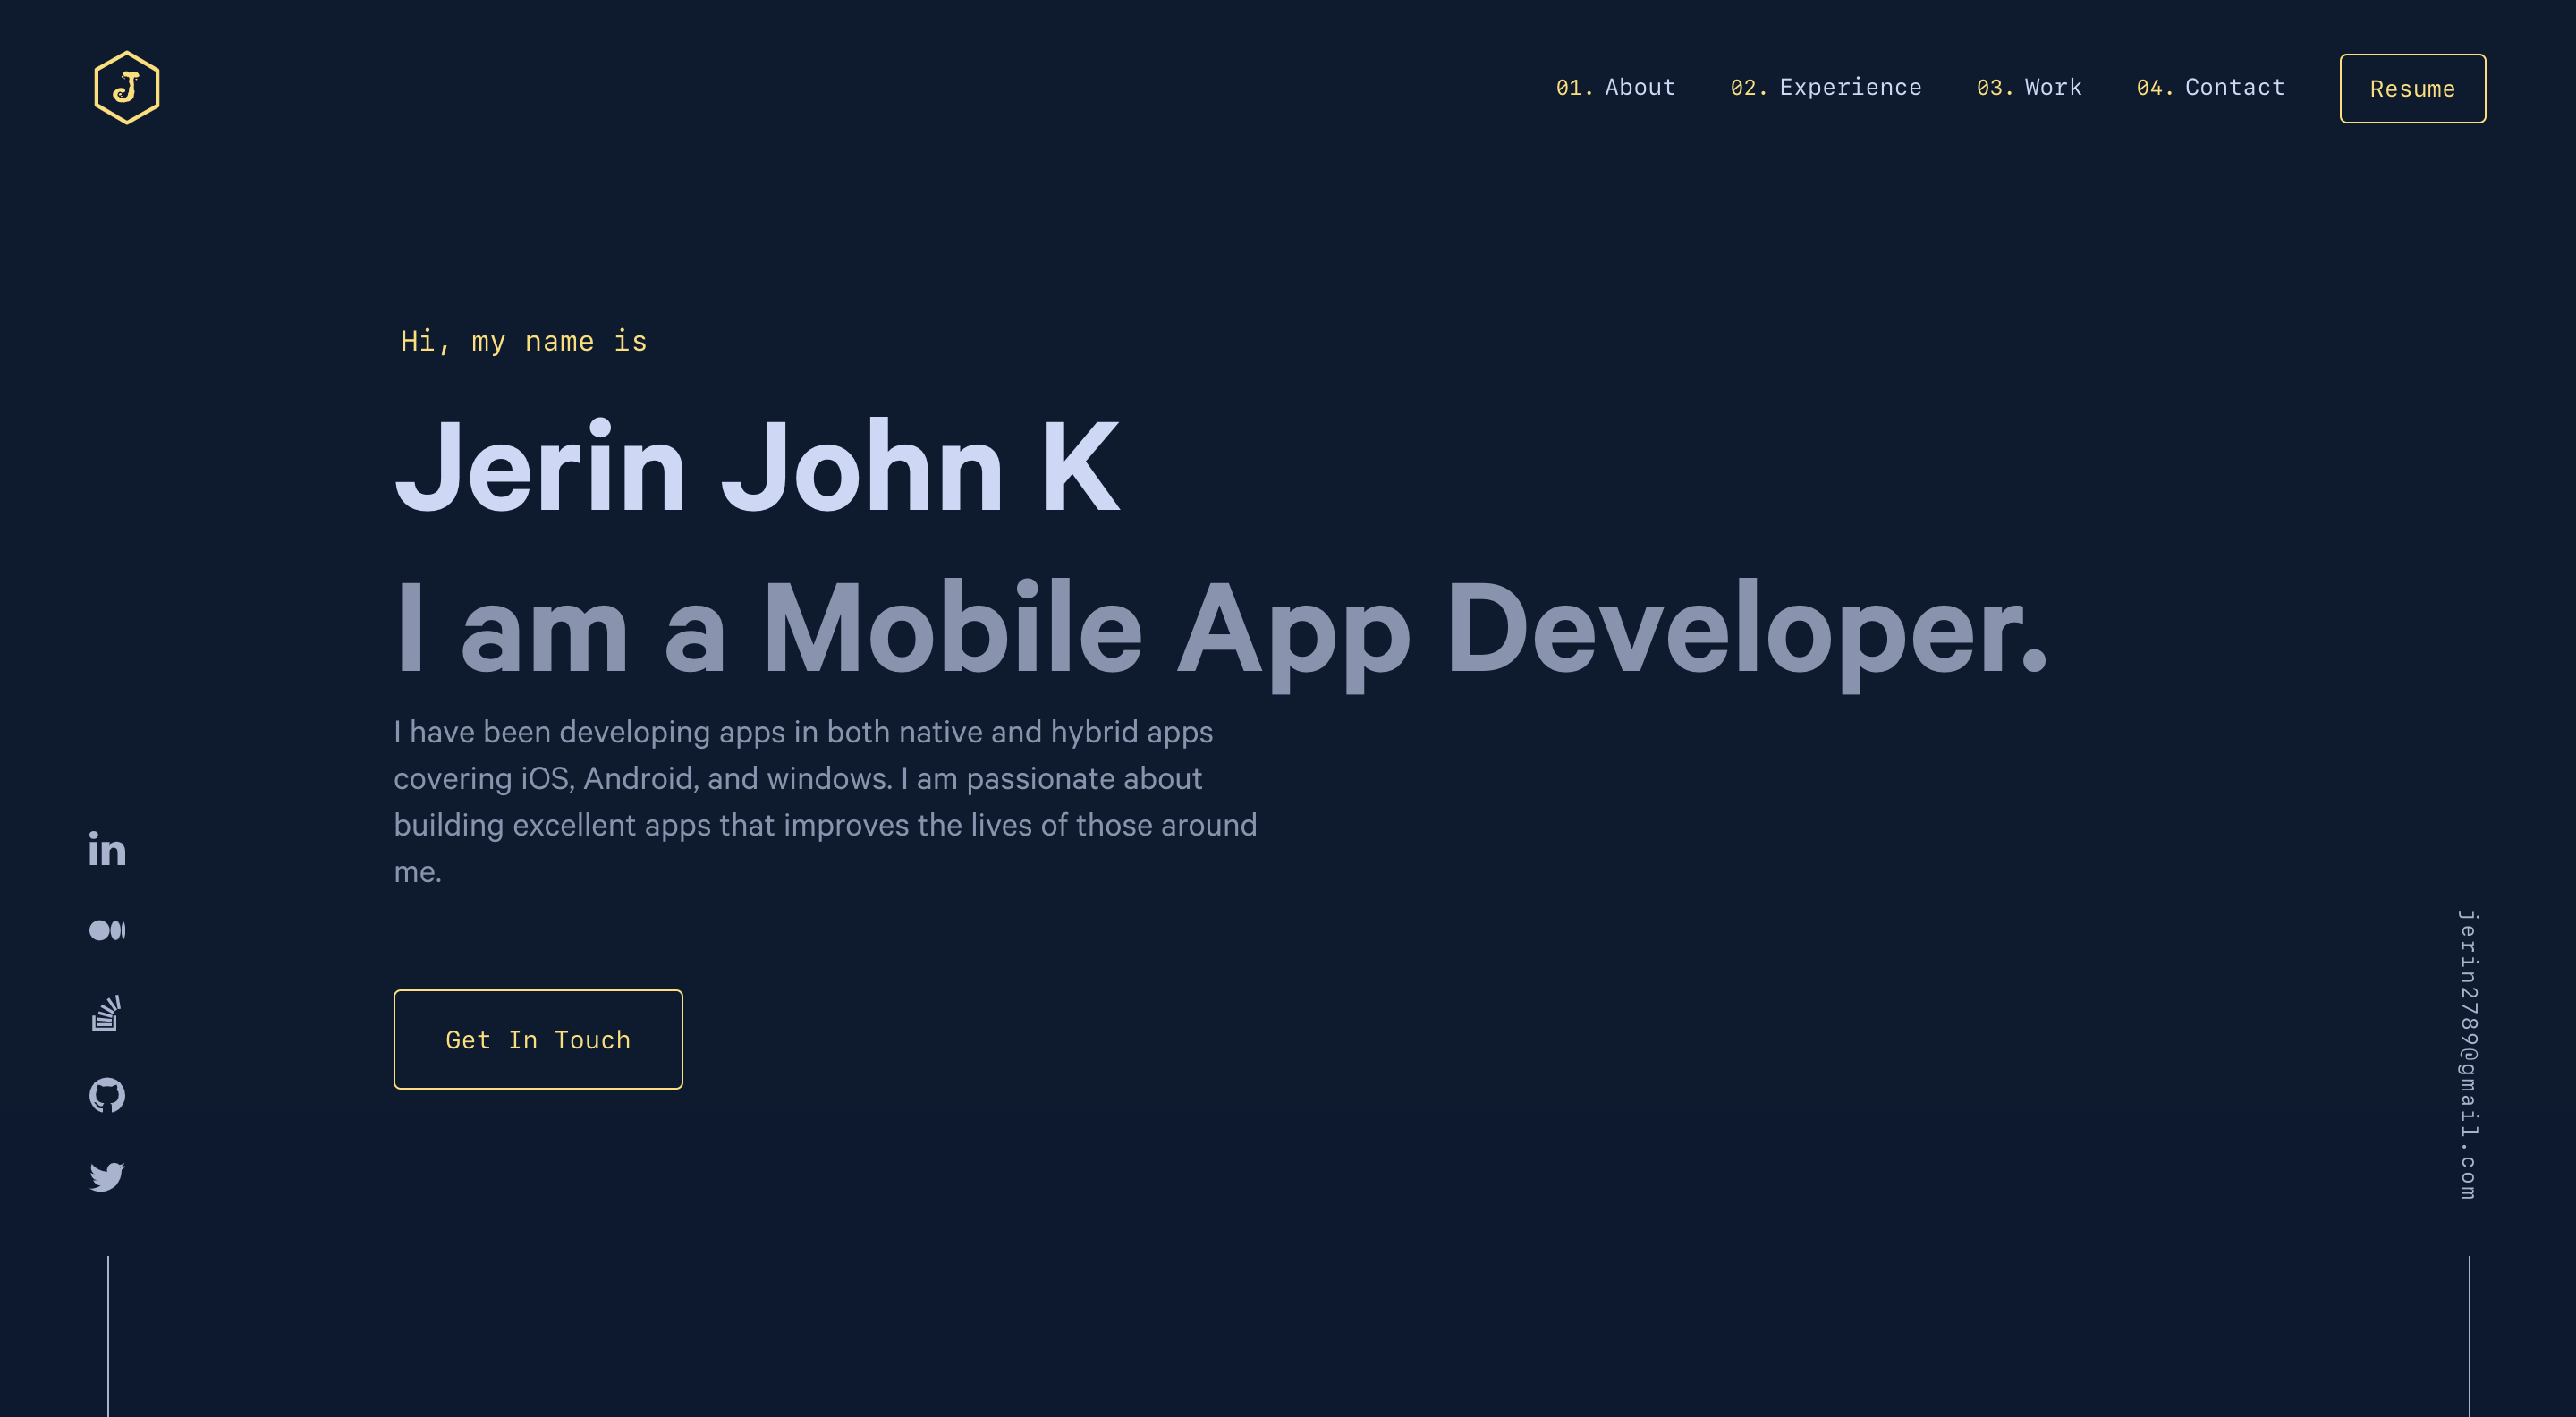 J
01. About 02. Experience 03. Work 04. Contact Resume
Hi, my name is
Jerin John K
I am a Mobile App Developer.
I have been developing apps in both native and hybrid apps
covering iOS, Android, and windows. I am passionate about
building excellent apps that improves the lives of those around
me.
in
Get In Touch
jerin2789@gmail.com